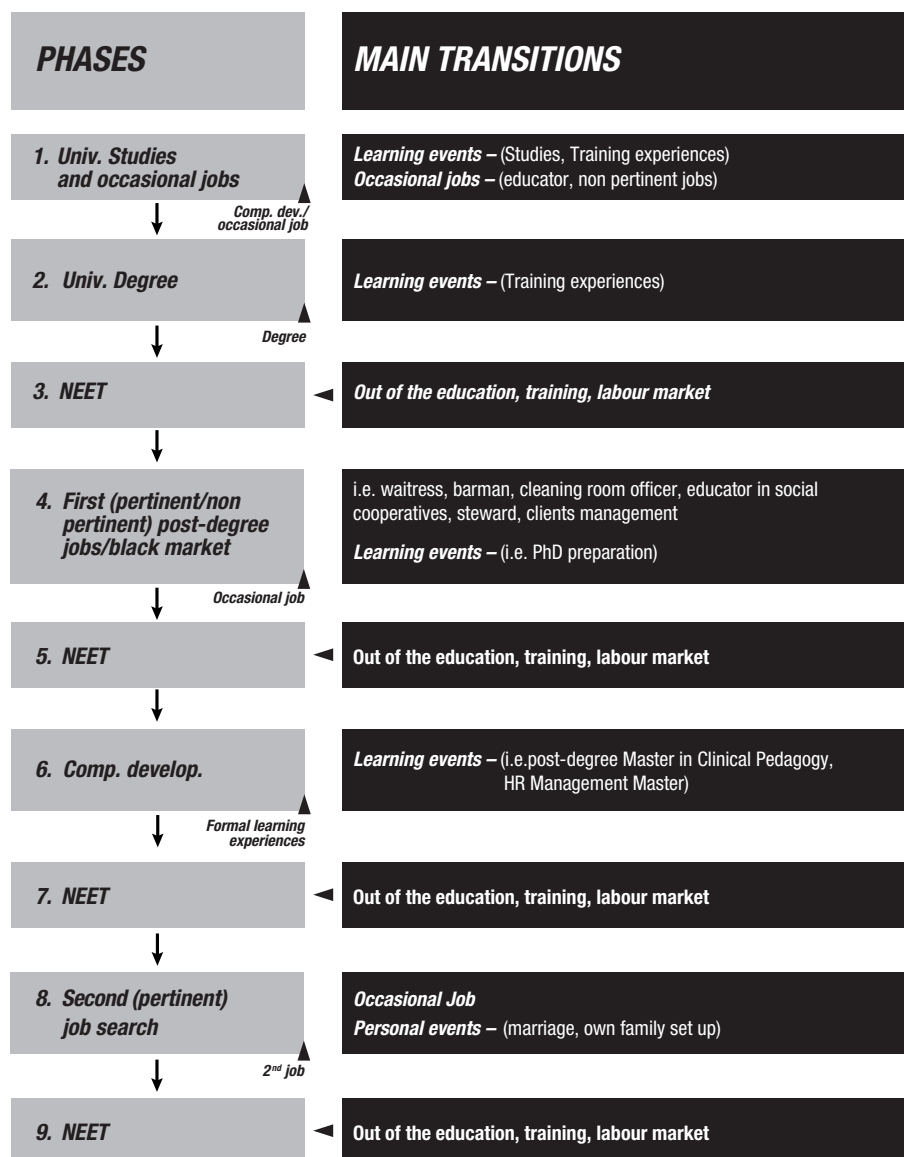 PHASES
MAIN TRANSITIONS
1. Univ. Studies
and occasional jobs
Learning events – (Studies, Training experiences)
Occasional jobs – (educator, non pertinent jobs)
Comp. dev./
occasional job
2. Univ. Degree
Learning events – (Training experiences)
Degree
3. NEET
Out of the education, training, labour market
4. First (pertinent/non
pertinent) post-degree
jobs/black market
i.e. waitress, barman, cleaning room officer, educator in social
cooperatives, steward, clients management
Learning events – (i.e. PhD preparation)
Occasional job
5. NEET
Out of the education, training, labour market
6. Comp. develop.
Learning events – (i.e.post-degree Master in Clinical Pedagogy,
HR Management Master)
Formal learning
experiences
7. NEET
Out of the education, training, labour market
8. Second (pertinent)
job search
Occasional Job
Personal events – (marriage, own family set up)
2nd job
9. NEET
Out of the education, training, labour market